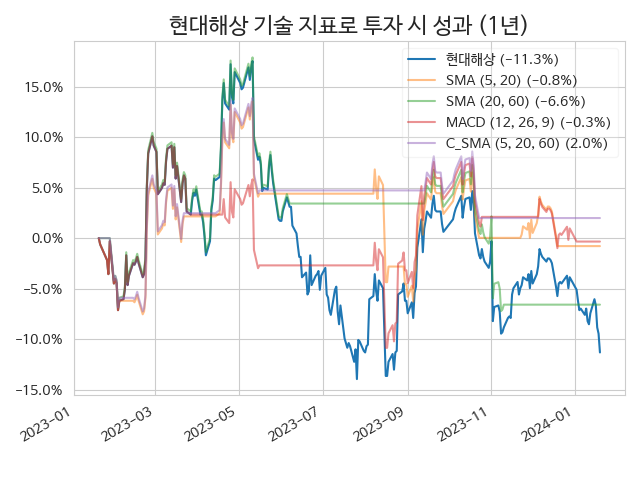 현대해상 기술 지표로 투자 시 성과 (1년)
현대해상 (−11.3%)
SMA (5, 20) (−0.8%)
SMA (20, 60) (−6.6%)
MACD (12, 26, 9) (−0.3%)
C_SMA (5, 20, 60) (2.0%)
15.0%
10.0%
5.0%
0.0%
−5.0%
−10.0%
−15.0%
2023−01
2023−03
2023−05
2023−07
2023−09
2023−11
2024−01